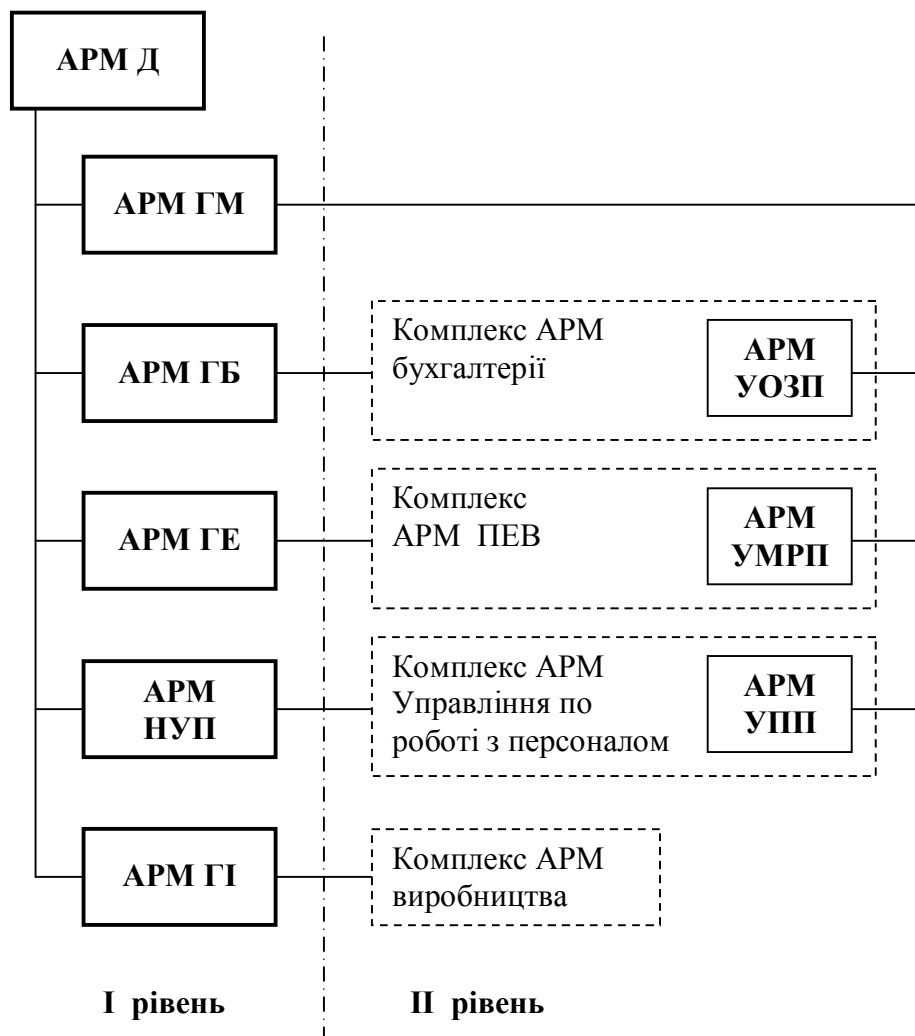 АРМ Д
АРМ ГМ
АРМ ГБ
Комплекс АРМ
бухгалтерії
АРМ
УОЗП
АРМ ГЕ
Комплекс
АРМ ПЕВ
АРМ
УМРП
АРМ
НУП
Комплекс АРМ
Управління по
роботі з персоналом
АРМ
УПП
АРМ ГІ
Комплекс АРМ
виробництва
І рівень
ІІ рівень